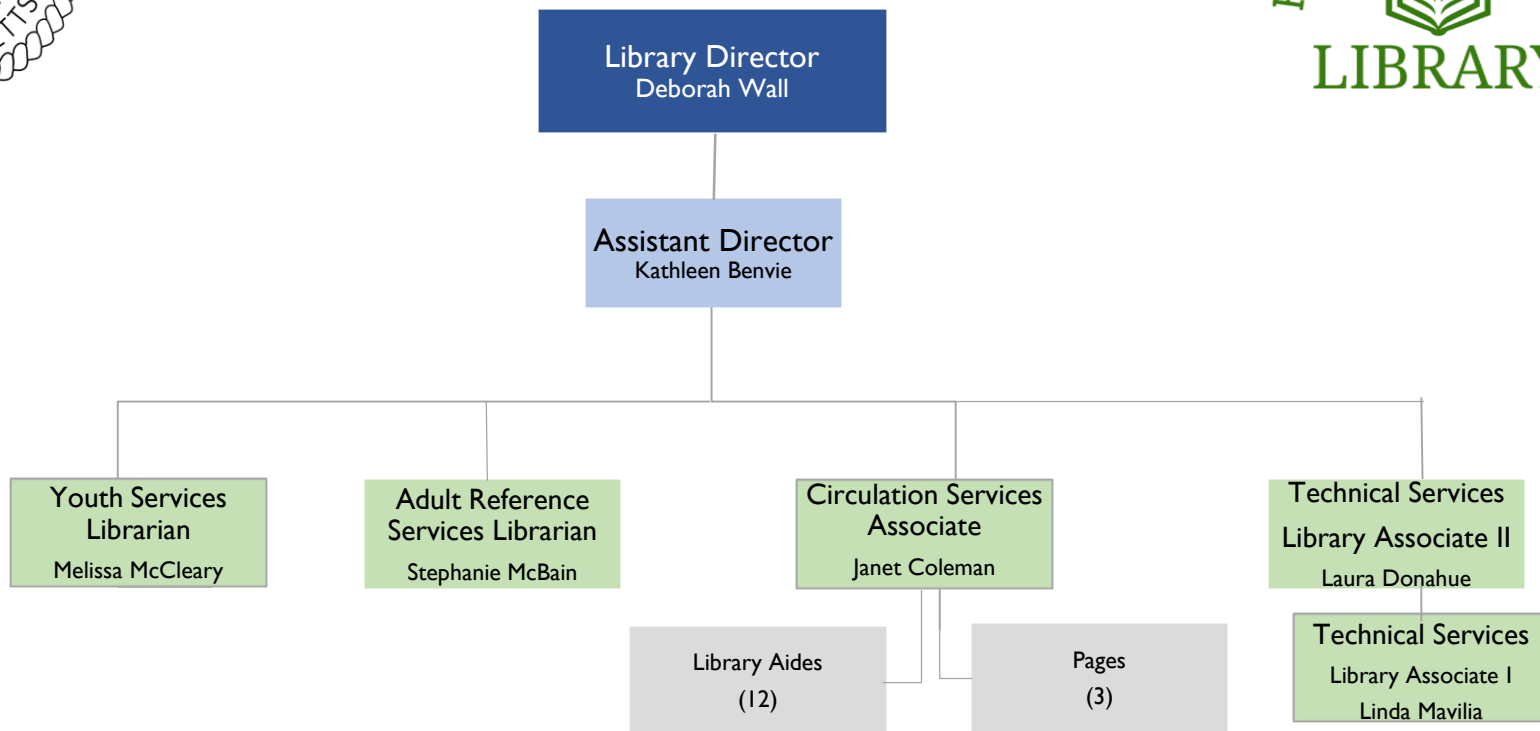 LIBRARY
Library Director
Deborah Wall
Assistant Director
Kathleen Benvie
Youth Services
Librarian
Melissa McCleary
Adult Reference
Services Librarian
Stephanie McBain
Circulation Services
Associate
Janet Coleman
Technical Services
Library Associate II
Laura Donahue
Library Aides
(12)
Pages
(3)
Technical Services
Library Associate I
Linda Mavilia